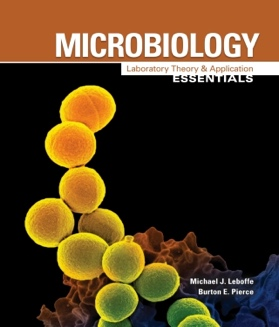 MICROBIOLOGY
Laboratory Theory & Application
ESSENTIALS
Michael J. Leboffe
Burton E. Pierce